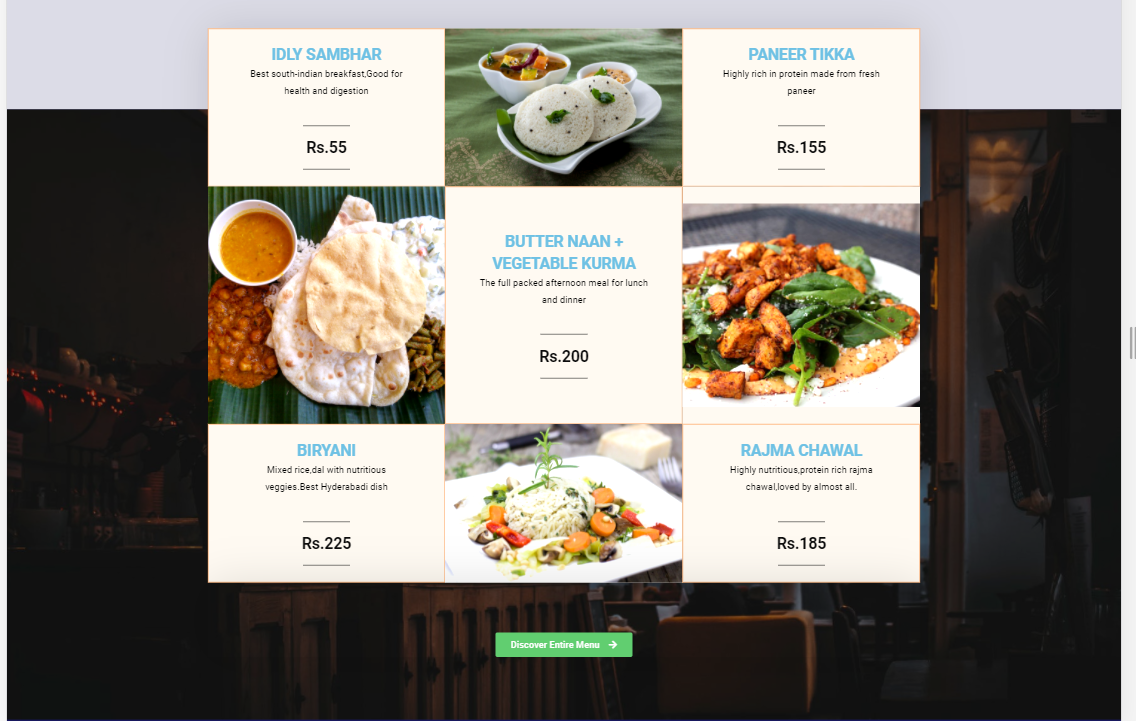 IDLY SAMBHAR
Best south-indian breakfast,Good for
health and digestion
Rs.55
PANEER TIKKA
Highly rich in protein made from fresh
paneer
Rs.155
BUTTER NAAN +
VEGETABLE KURMA
The full packed afternoon meal for lunch
and dinner
Rs.200
BIRYANI
Mixed rice,dal with nutritious
veggies.Best Hyderabadi dish
Rs.225
RAJMA CHAWAL
Highly nutritious,protein rich rajma
chawal,loved by almost all.
Rs.185
Discover Entire Menu